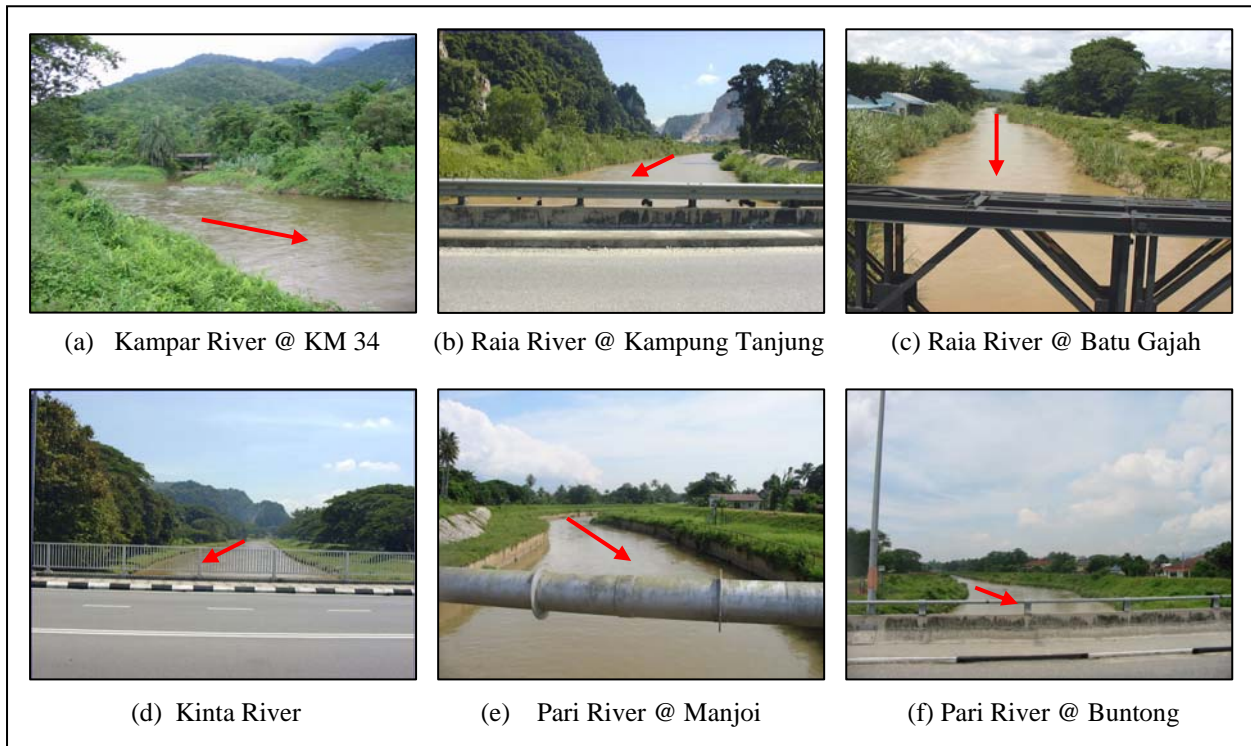 (a) Kampar River @ KM 34
(b) Raia River @ Kampung Tanjung
(c) Raia River @ Batu Gajah
(d) Kinta River
(e) Pari River @ Manjoi
(f) Pari River @ Buntong